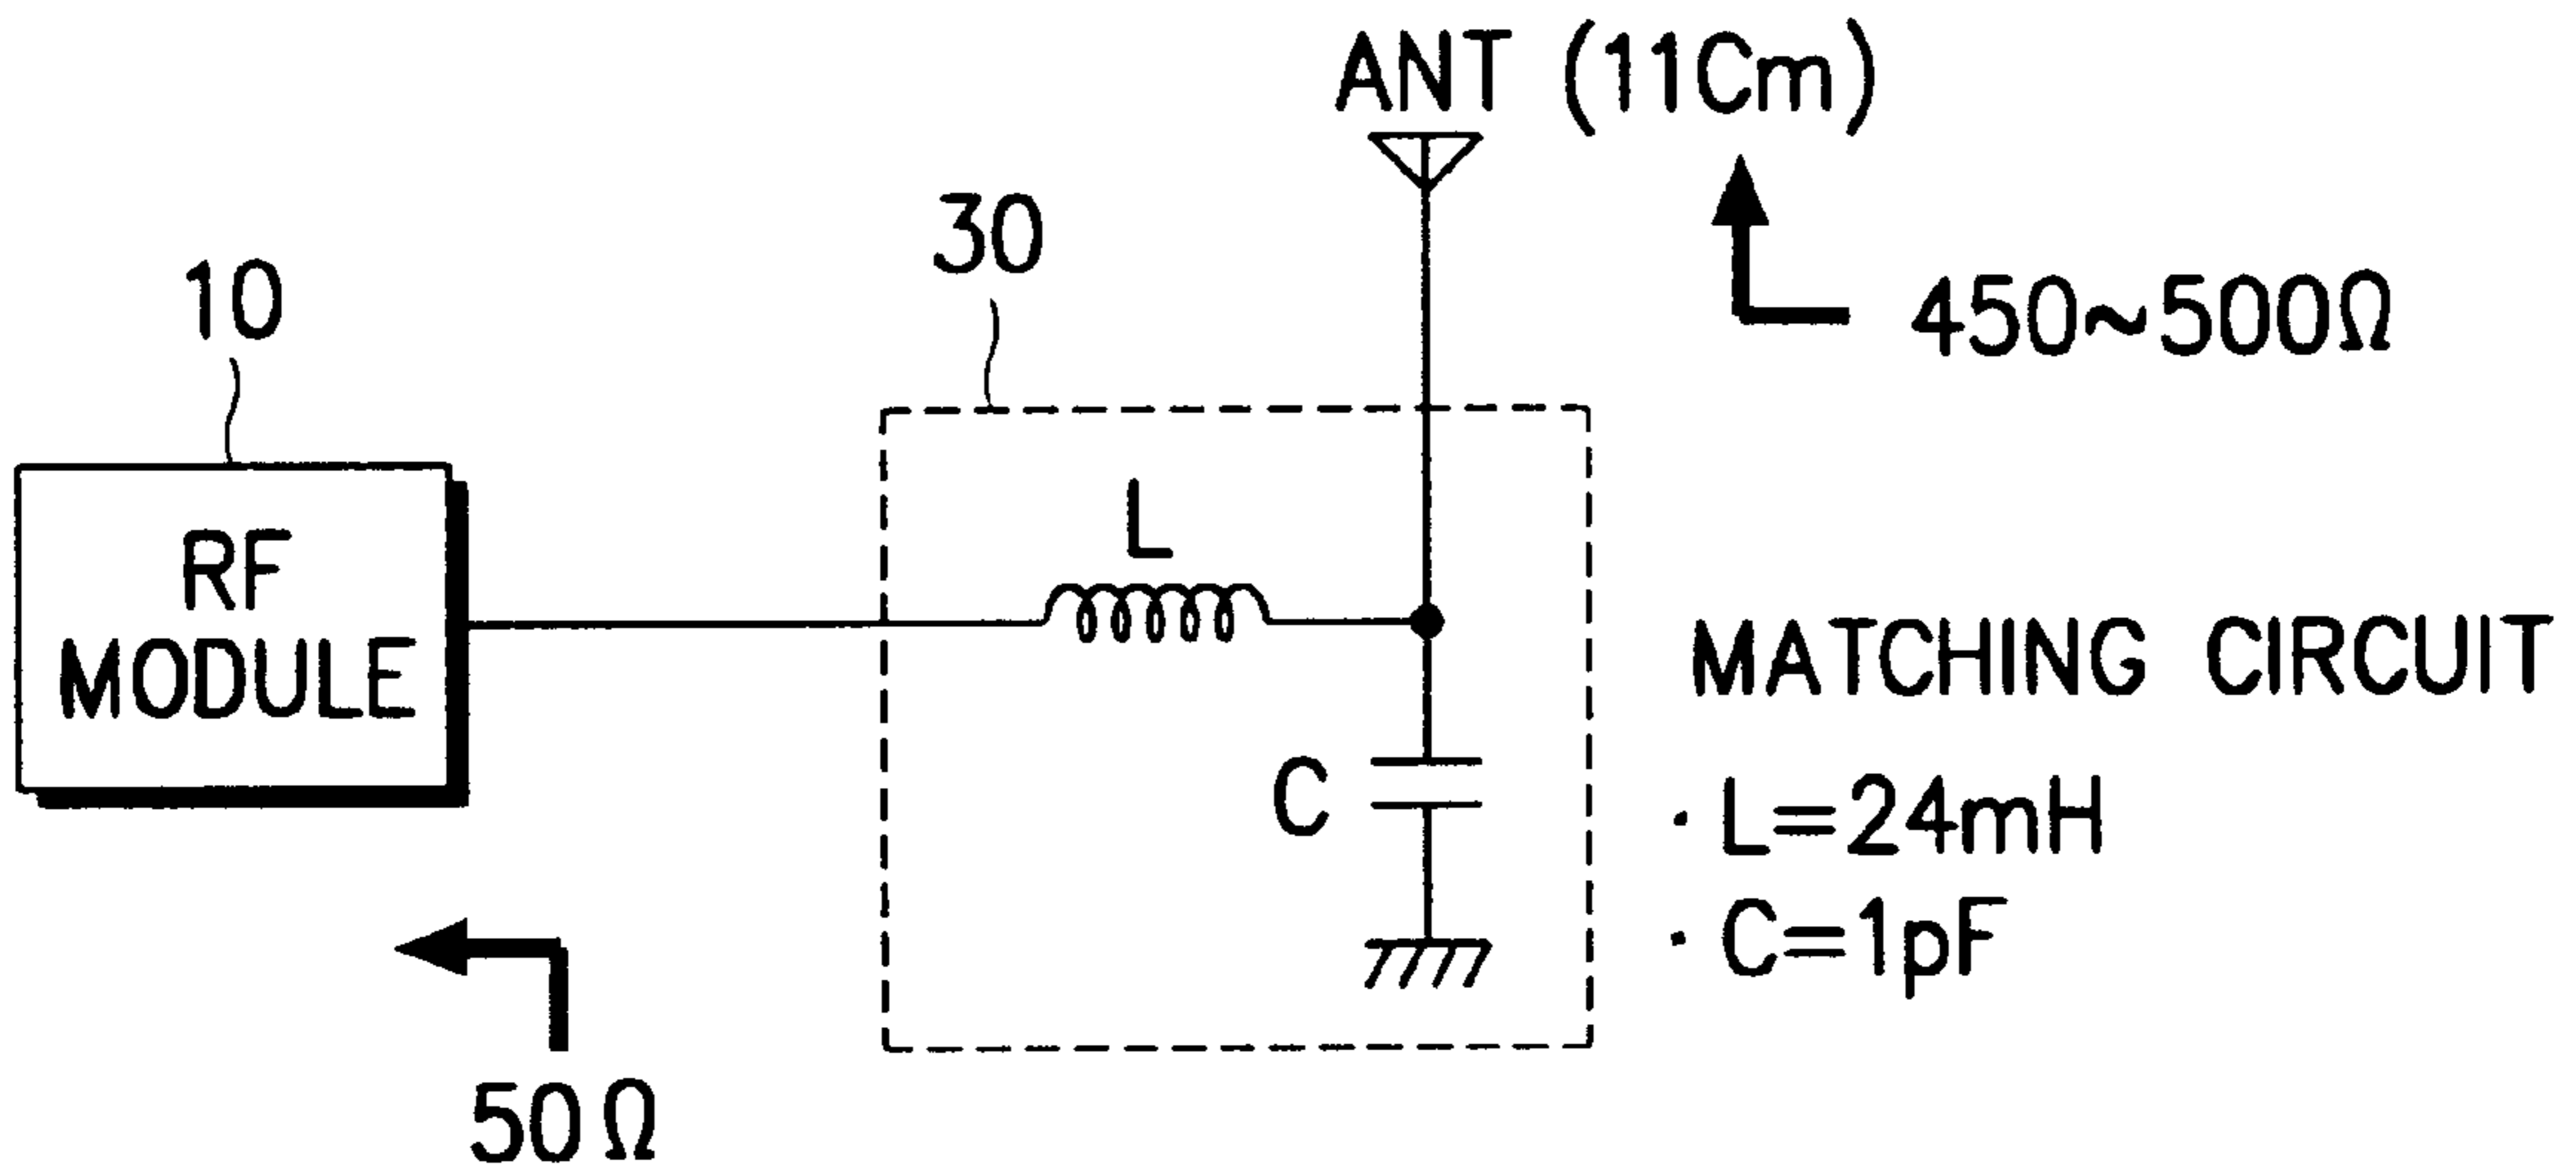 ANT (11Cm)
30
10
450~500Ω
L
RF
MODULE
MATCHING CIRCUIT
C
· L=24mH
· C=1pF
50Ω